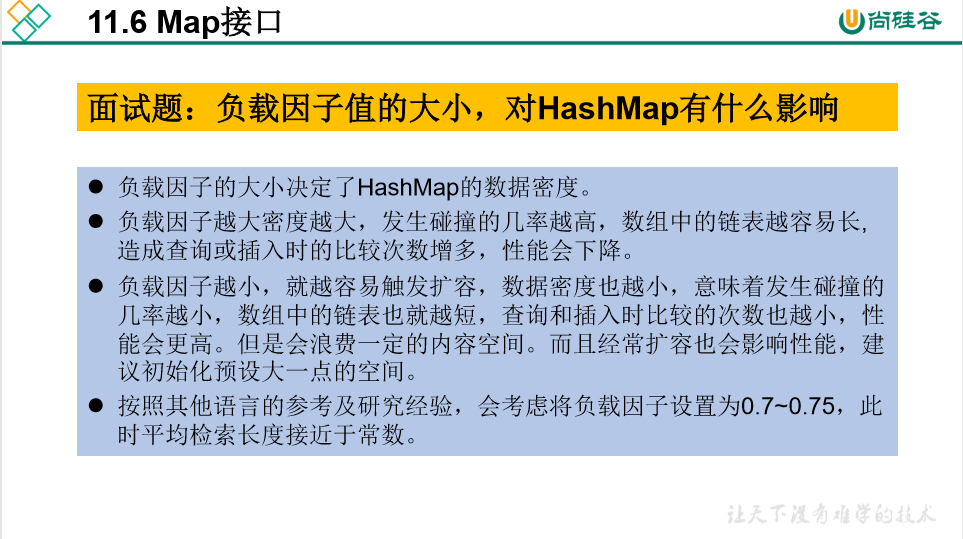 11.6 Map接口
尚硅谷
面试题：负载因子值的大小，对HashMap有什么影响
● 负载因子的大小决定了HashMap的数据密度。
● 负载因子越大密度越大，发生碰撞的几率越高，数组中的链表越容易长,
造成查询或插入时的比较次数增多，性能会下降。
● 负载因子越小，就越容易触发扩容，数据密度也越小，意味着发生碰撞的
几率越小，数组中的链表也就越短，查询和插入时比较的次数也越小，性
能会更高。但是会浪费一定的内容空间。而且经常扩容也会影响性能，建
议初始化预设大一点的空间。
● 按照其他语言的参考及研究经验，会考虑将负载因子设置为0.7~0.75，此
时平均检索长度接近于常数。
让天下没有难学的技术